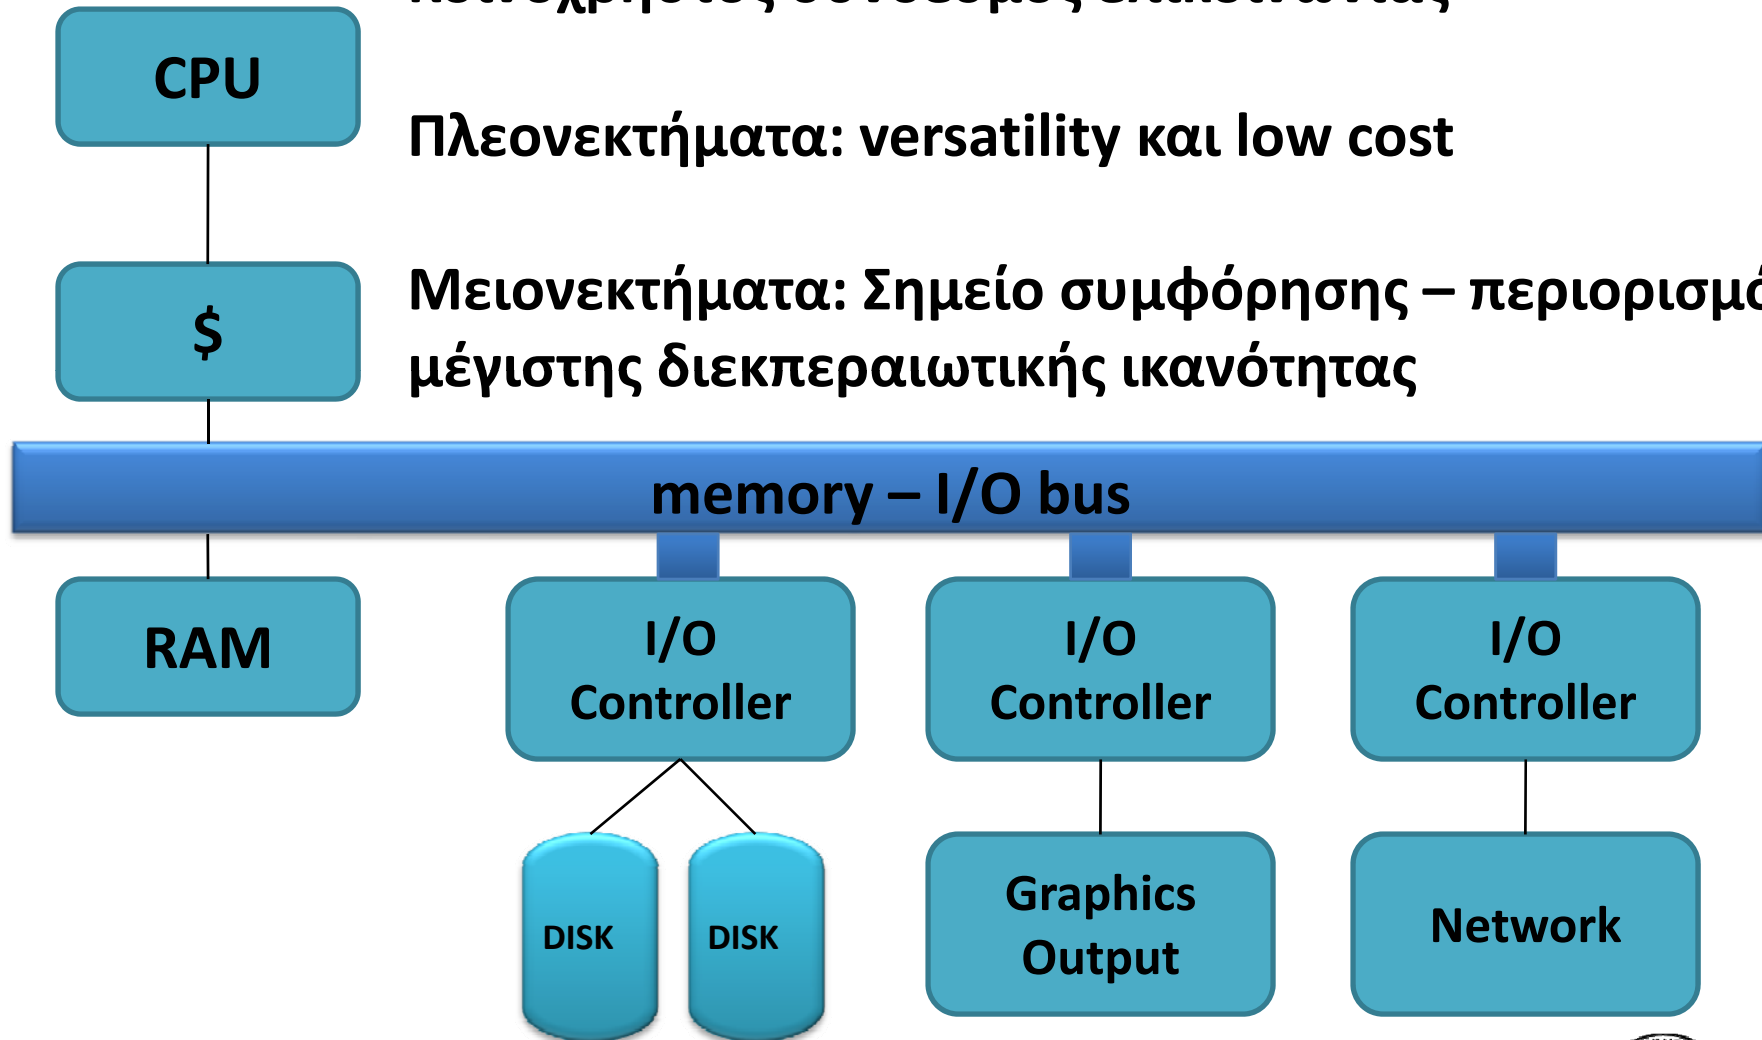 CPU
Πλεονεκτήματα: versatility και low cost
$
Μειονεκτήματα: Σημείο συμφόρησης –
μέγιστης διεκπεραιωτικής ικανότητας
memory – I/O bus
RAM
I/O
Controller
I/O
Controller
I/O
Controller
DISK
DISK
Graphics
Output
Network